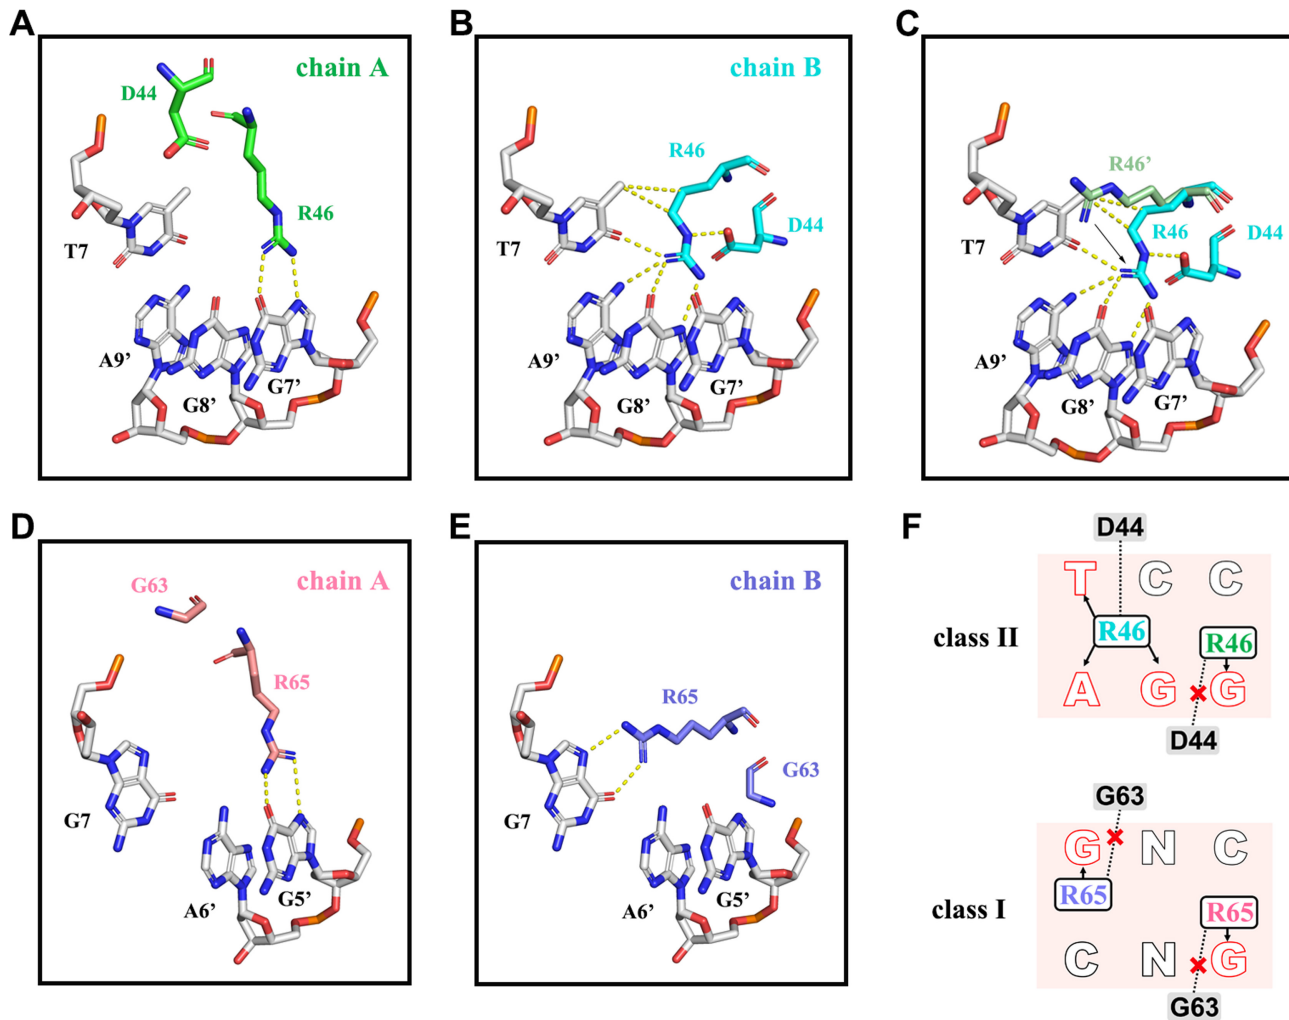 A
chain A
D44
R46
T7
A9’
G8’
G7’
B
chain B
R46
D44
T7
A9’
G8’
G7’
C
R46’
R46
D44
T7
A9’
G8’
G7’
D
chain A
G63
R65
G7
A6’
G5’
E
chain B
R65
G63
G7
A6’
G5’
F
D44
T C C
class II
R46 R46
A G G
D44
G63
G N C
R65 R65
class I
C N G
G63